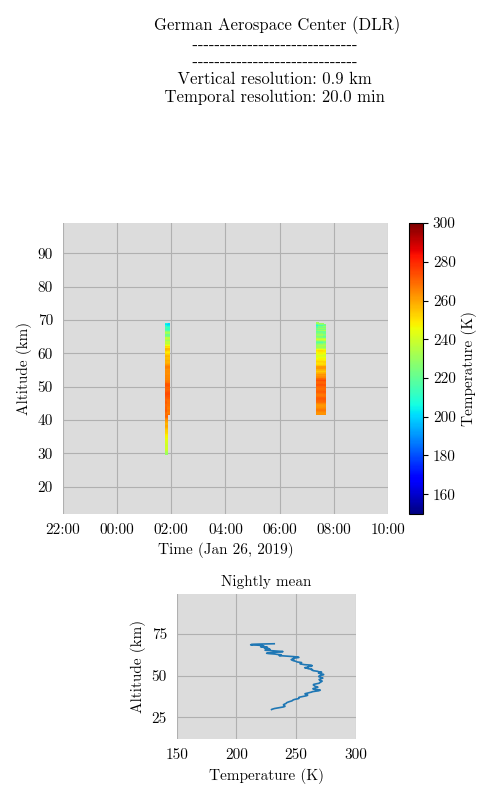 German Aerospace Center (DLR)
------------------------------
------------------------------
Vertical resolution: 0.9 km
Temporal resolution: 20.0 min
90
80
70
60
50
40
30
20
Altitude (km)
22:00 00:00 02:00 04:00 06:00 08:00 10:00
Time (Jan 26, 2019)
300
280
260
240
220
200
180
160
Temperature (K)
Nightly mean
75
50
25
Altitude (km)
150 200 250 300
Temperature (K)